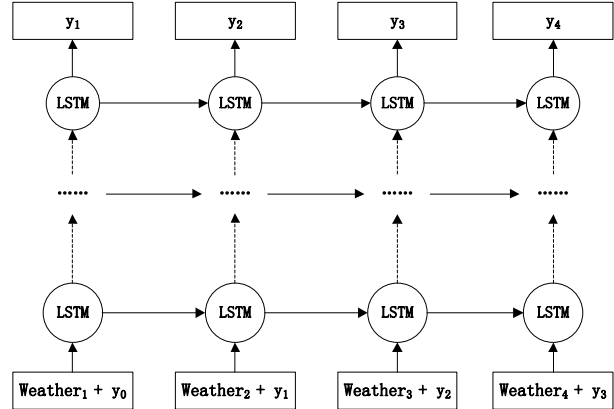 y₁ y₂ y₃ y₄
LSTM LSTM LSTM LSTM
...... ...... ...... ......
LSTM LSTM LSTM LSTM
Weather₁ + y₀ Weather₂ + y₁ Weather₃ + y₂ Weather₄ + y₃